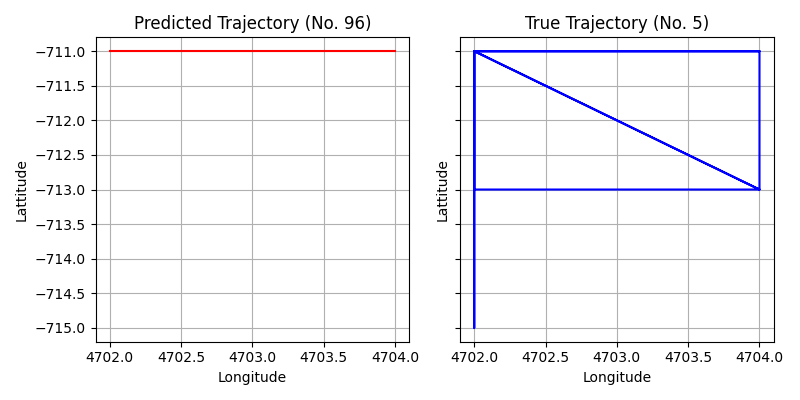 Predicted Trajectory (No. 96)
−711.0
−711.5
−712.0
−712.5
−713.0
−713.5
−714.0
−714.5
−715.0
Lattitude
4702.0 4702.5 4703.0 4703.5 4704.0
Longitude
True Trajectory (No. 5)
Lattitude
4702.0 4702.5 4703.0 4703.5 4704.0
Longitude